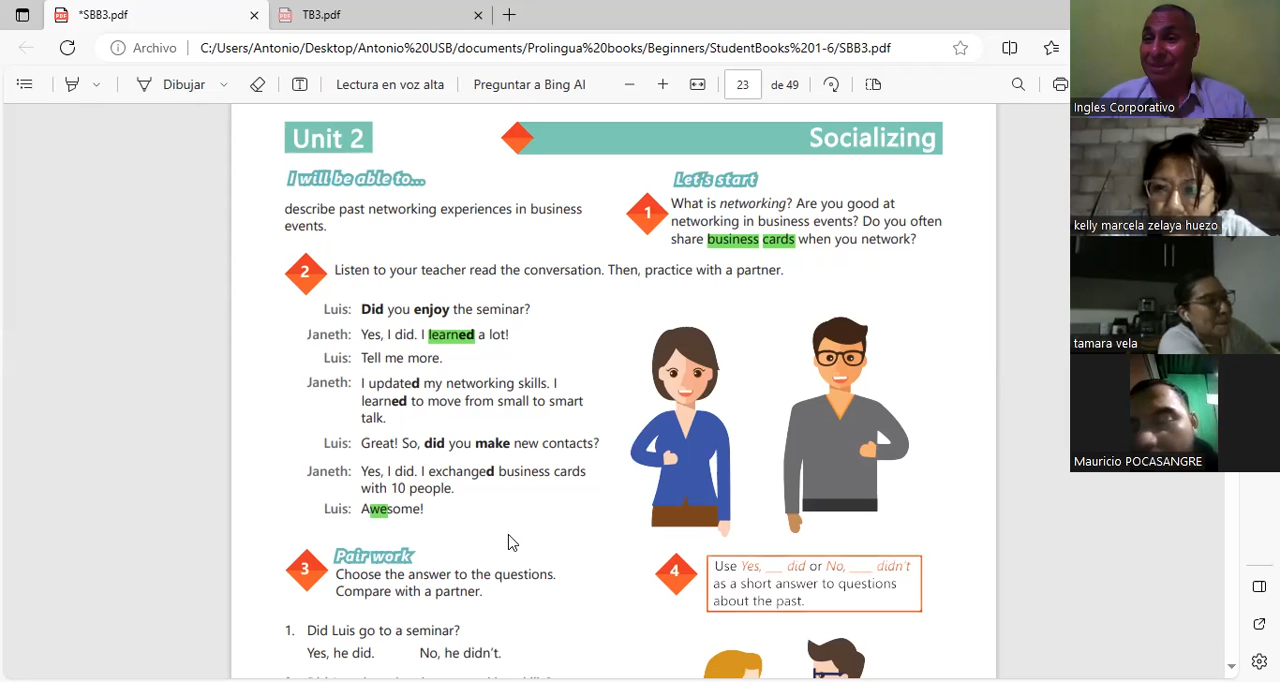 *SBB3.pdf
TB3.pdf
Archivo
C:/Users/Antonio/Desktop/Antonio%20USB/documents/Prolingua%20books/Beginners/StudentBooks%201-6/SBB3.pdf
Dibujar
Lectura en voz alta
Preguntar a Bing AI
23
de 49
Unit 2
Socializing
I will be able to...
describe past networking experiences in business
events.
Let's start
1
What is networking? Are you good at
networking in business events? Do you often
share business cards when you network?
2
Listen to your teacher read the conversation. Then, practice with a partner.
Luis: Did you enjoy the seminar?
Janeth: Yes, I did. I learned a lot!
Luis: Tell me more.
Janeth: I updated my networking skills. I
learned to move from small to smart
talk.
Luis: Great! So, did you make new contacts?
Janeth: Yes, I did. I exchanged business cards
with 10 people.
Luis: Awesome!
3
Pair work
Choose the answer to the questions.
Compare with a partner.
4
Use Yes, __ did or No, ___ didn't
as a short answer to questions
about the past.
1. Did Luis go to a seminar?
Yes, he did. No, he didn't.
Ingles Corporativo
kelly marcela zelaya huezo
tamara vela
Mauricio POCASANGRE